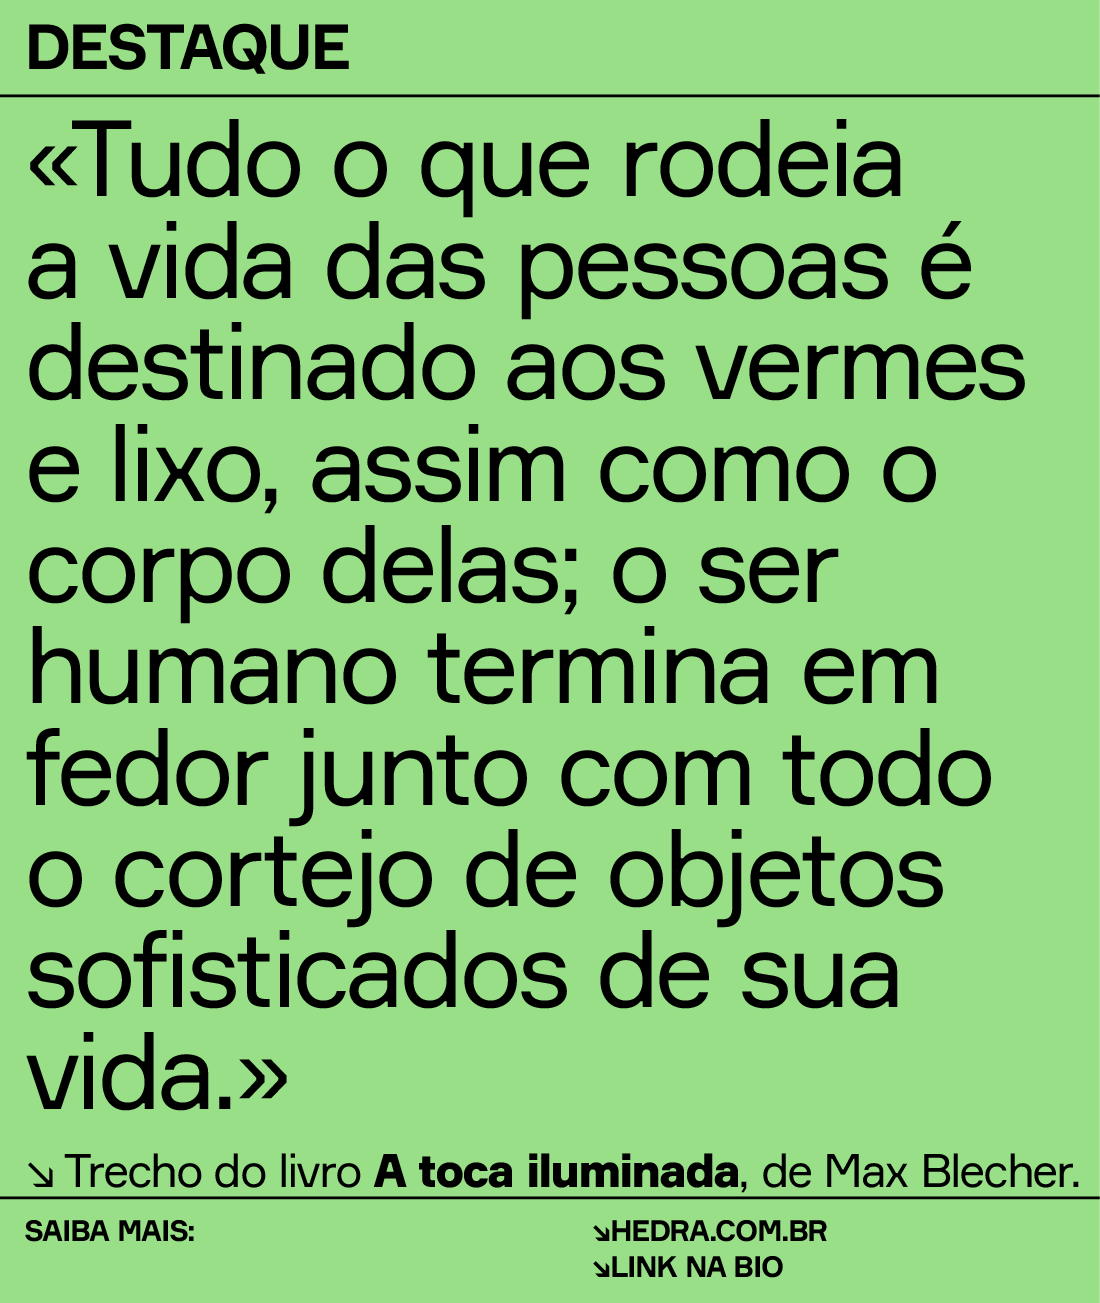 DESTAQUE
«Tudo o que rodeia
a vida das pessoas é
destinado aos vermes
e lixo, assim como o
corpo delas; o ser
humano termina em
fedor junto com todo
o cortejo de objetos
sofisticados de sua
vida.»
↘ Trecho do livro A toca iluminada, de Max Blecher.
SAIBA MAIS:
↘HEDRA.COM.BR
↘LINK NA BIO